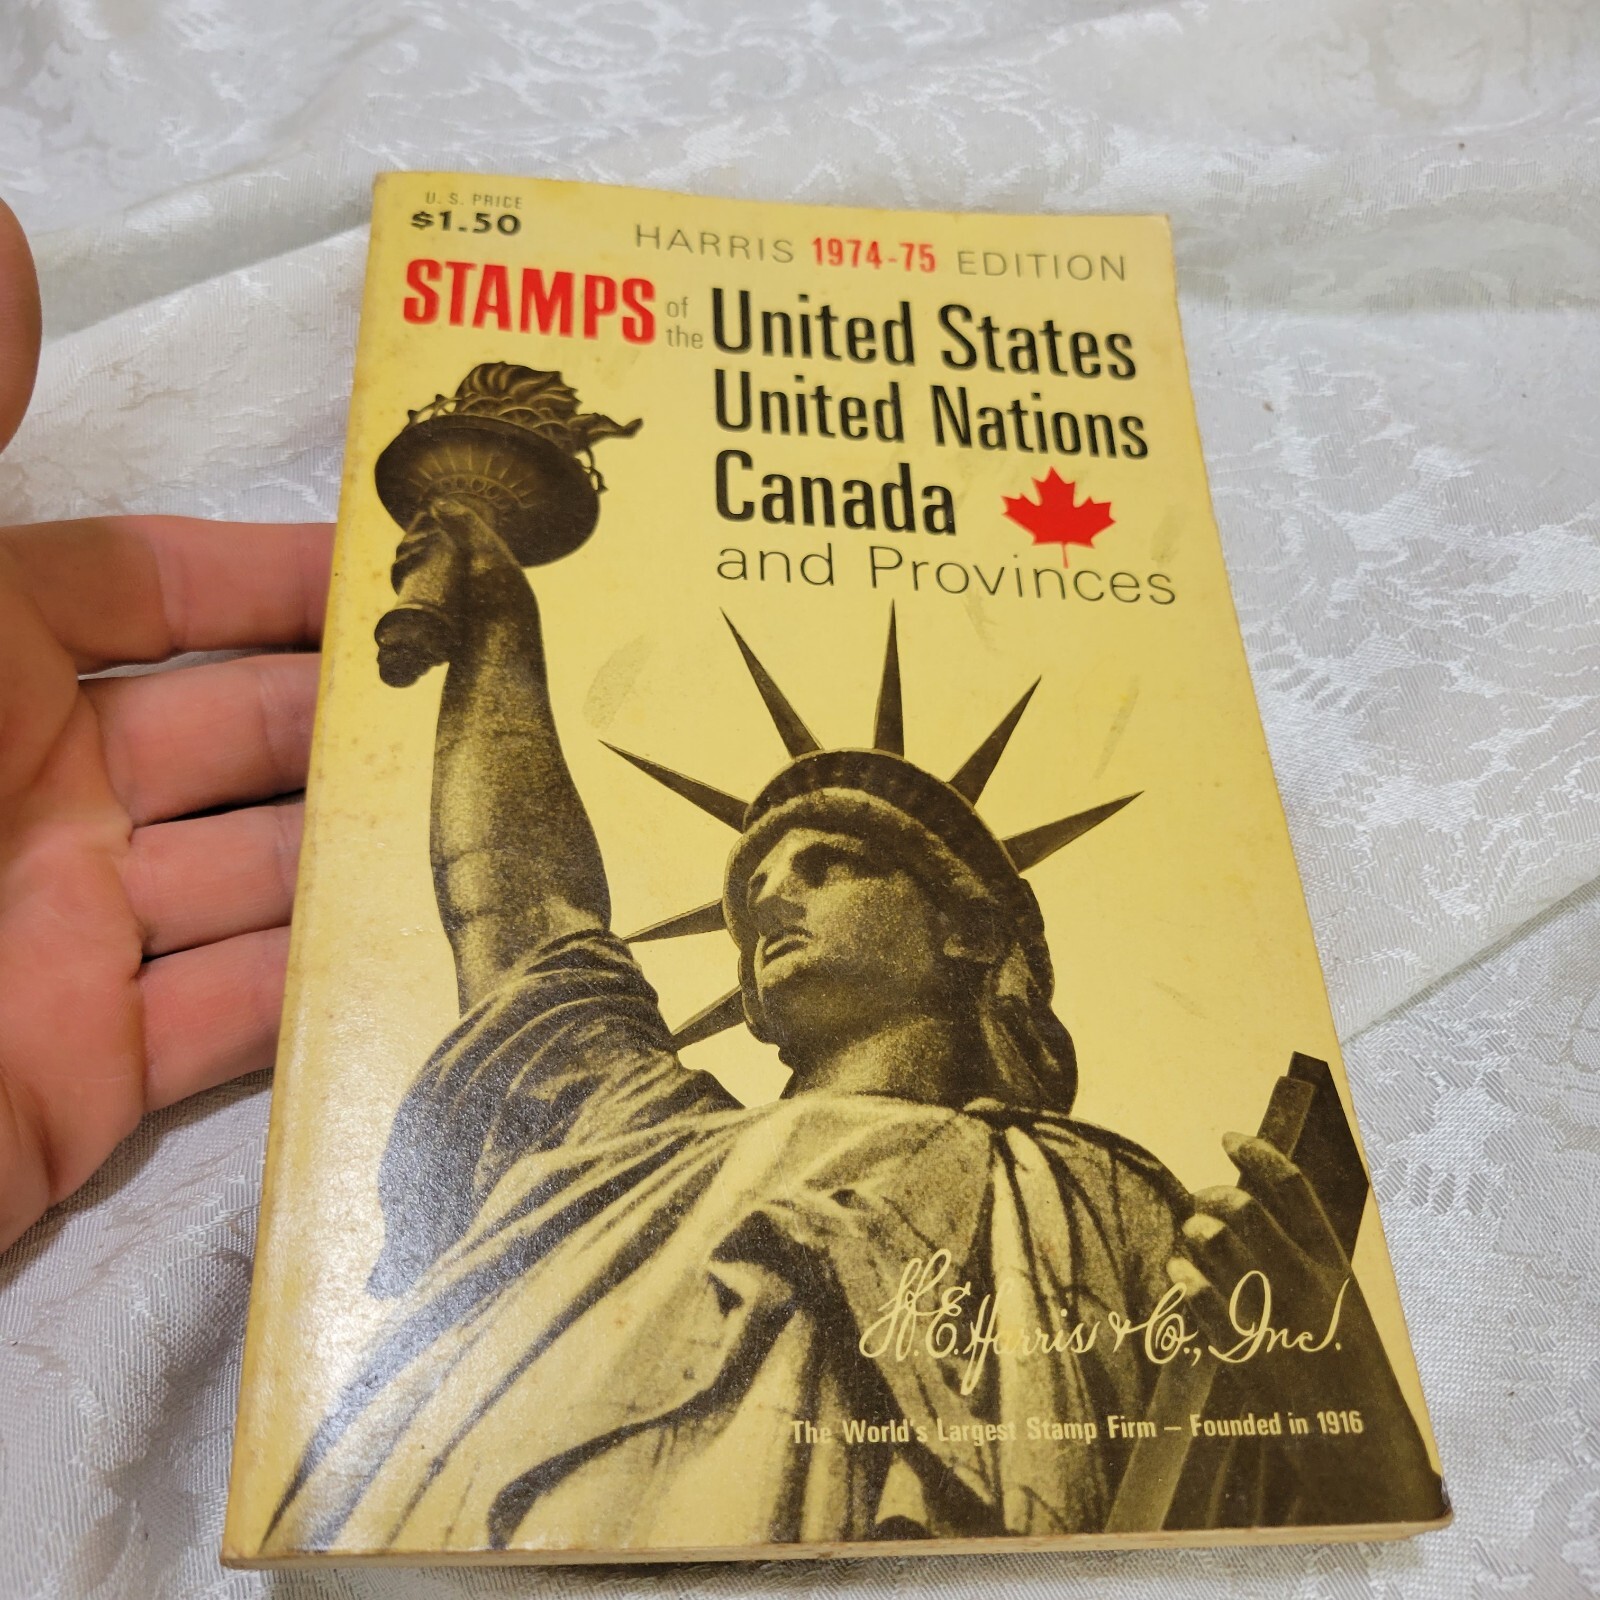 U. S. PRICE
$1.50
HARRIS 1974-75 EDITION
STAMPS of the United States
United Nations
Canada
and Provinces
H.E. Harris & Co., Inc.
The World's Largest Stamp Firm — Founded in 1916